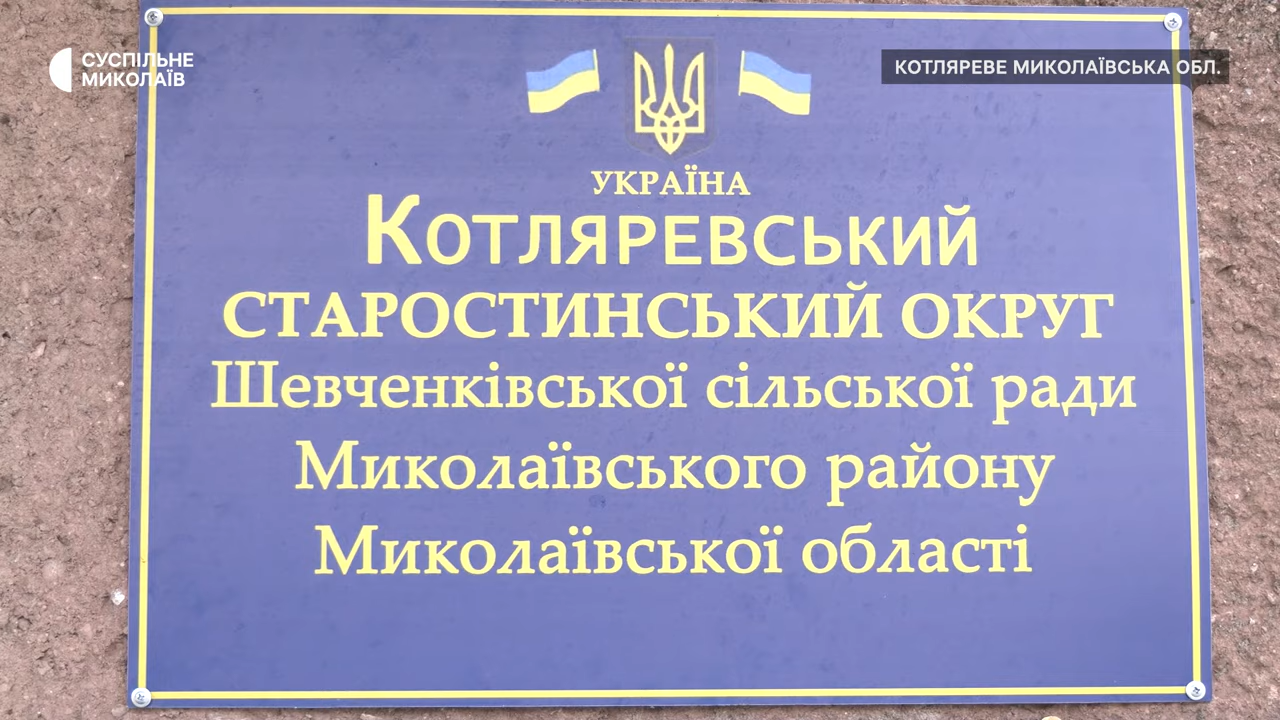 СУСПІЛЬНЕ
МИКОЛАЇВ
КОТЛЯРЕВЕ МИКОЛАЇВСЬКА ОБЛ.
УКРАЇНА
КОТЛЯРЕВСЬКИЙ
СТАРОСТИНСЬКИЙ ОКРУГ
Шевченківської сільської ради
Миколаївського району
Миколаївської області